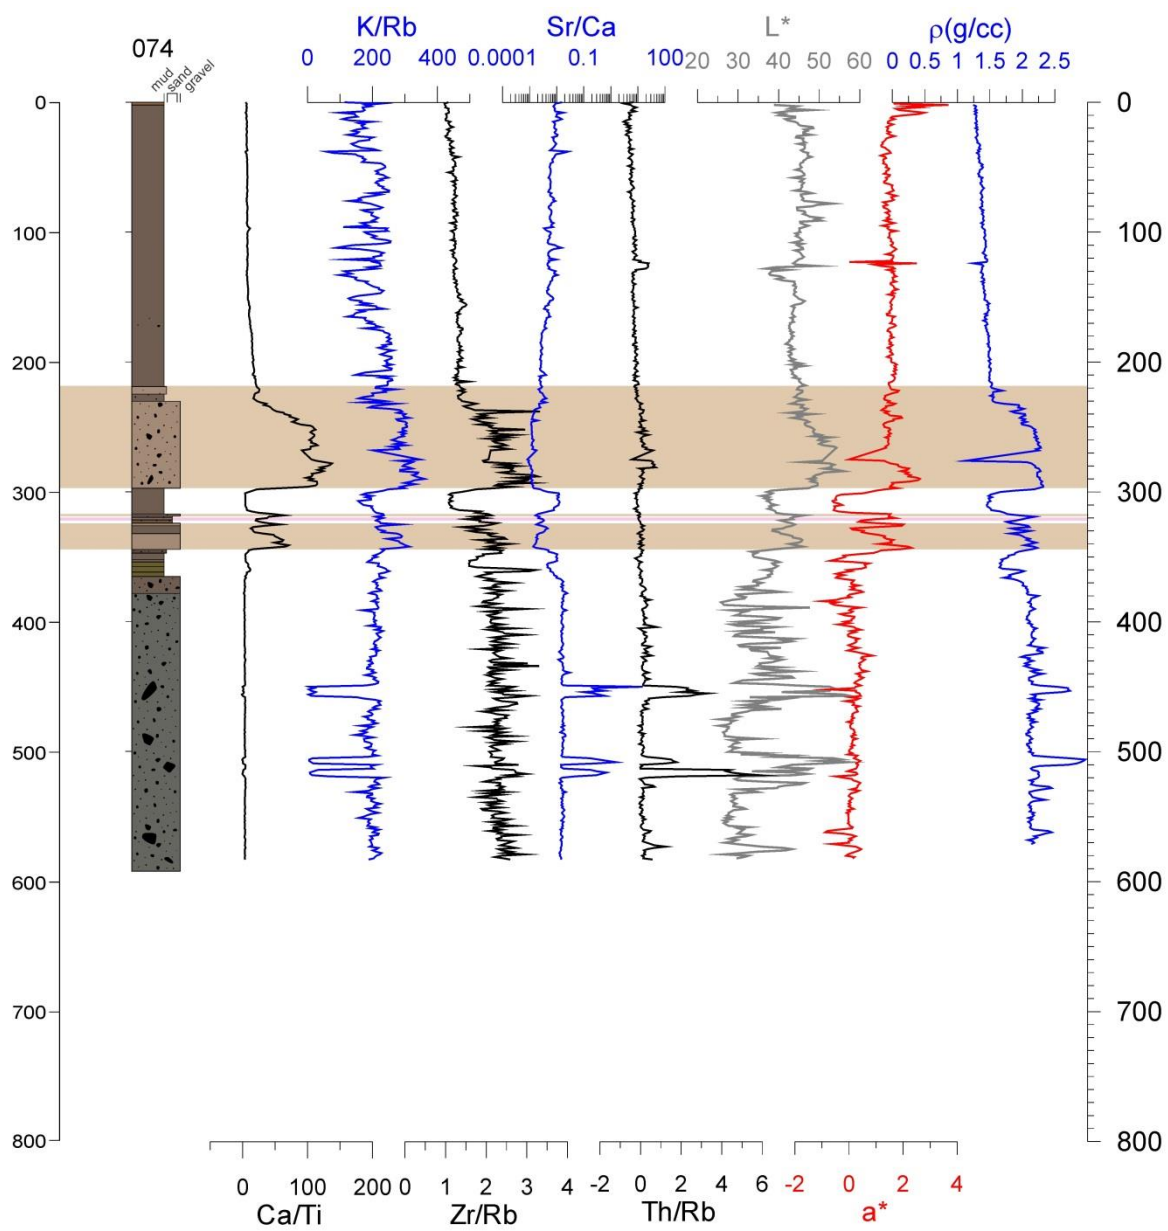 K/Rb Sr/Ca L* ρ(g/cc)
074
0 200 400 0.0001 0.1 100 20 30 40 50 60 0 0.5 1 1.5 2 2.5
mud sand gravel
0 0
100 100
200 200
300 300
400 400
500 500
600 600
700 700
800 800
0 100 200 0 1 2 3 4 -2 0 2 4 6 -2 0 2 4
Ca/Ti Zr/Rb Th/Rb a*